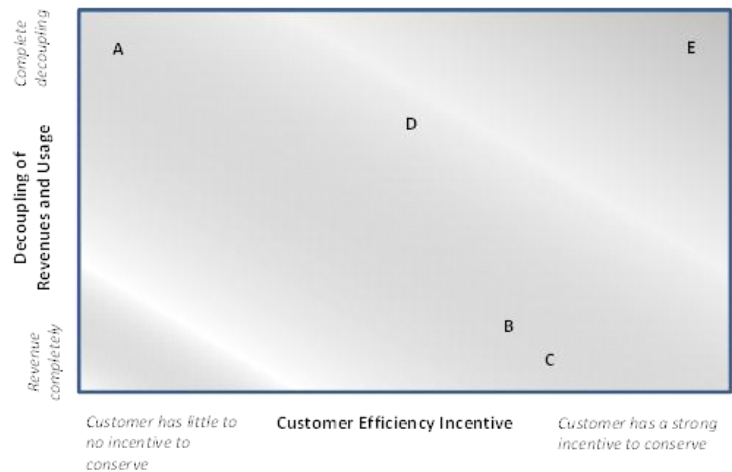 Complete
decoupling
Decoupling of
Revenues and Usage
Revenue
completely
A
E
D
B
C
Customer has little to
no incentive to
conserve
Customer Efficiency Incentive
Customer has a strong
incentive to conserve